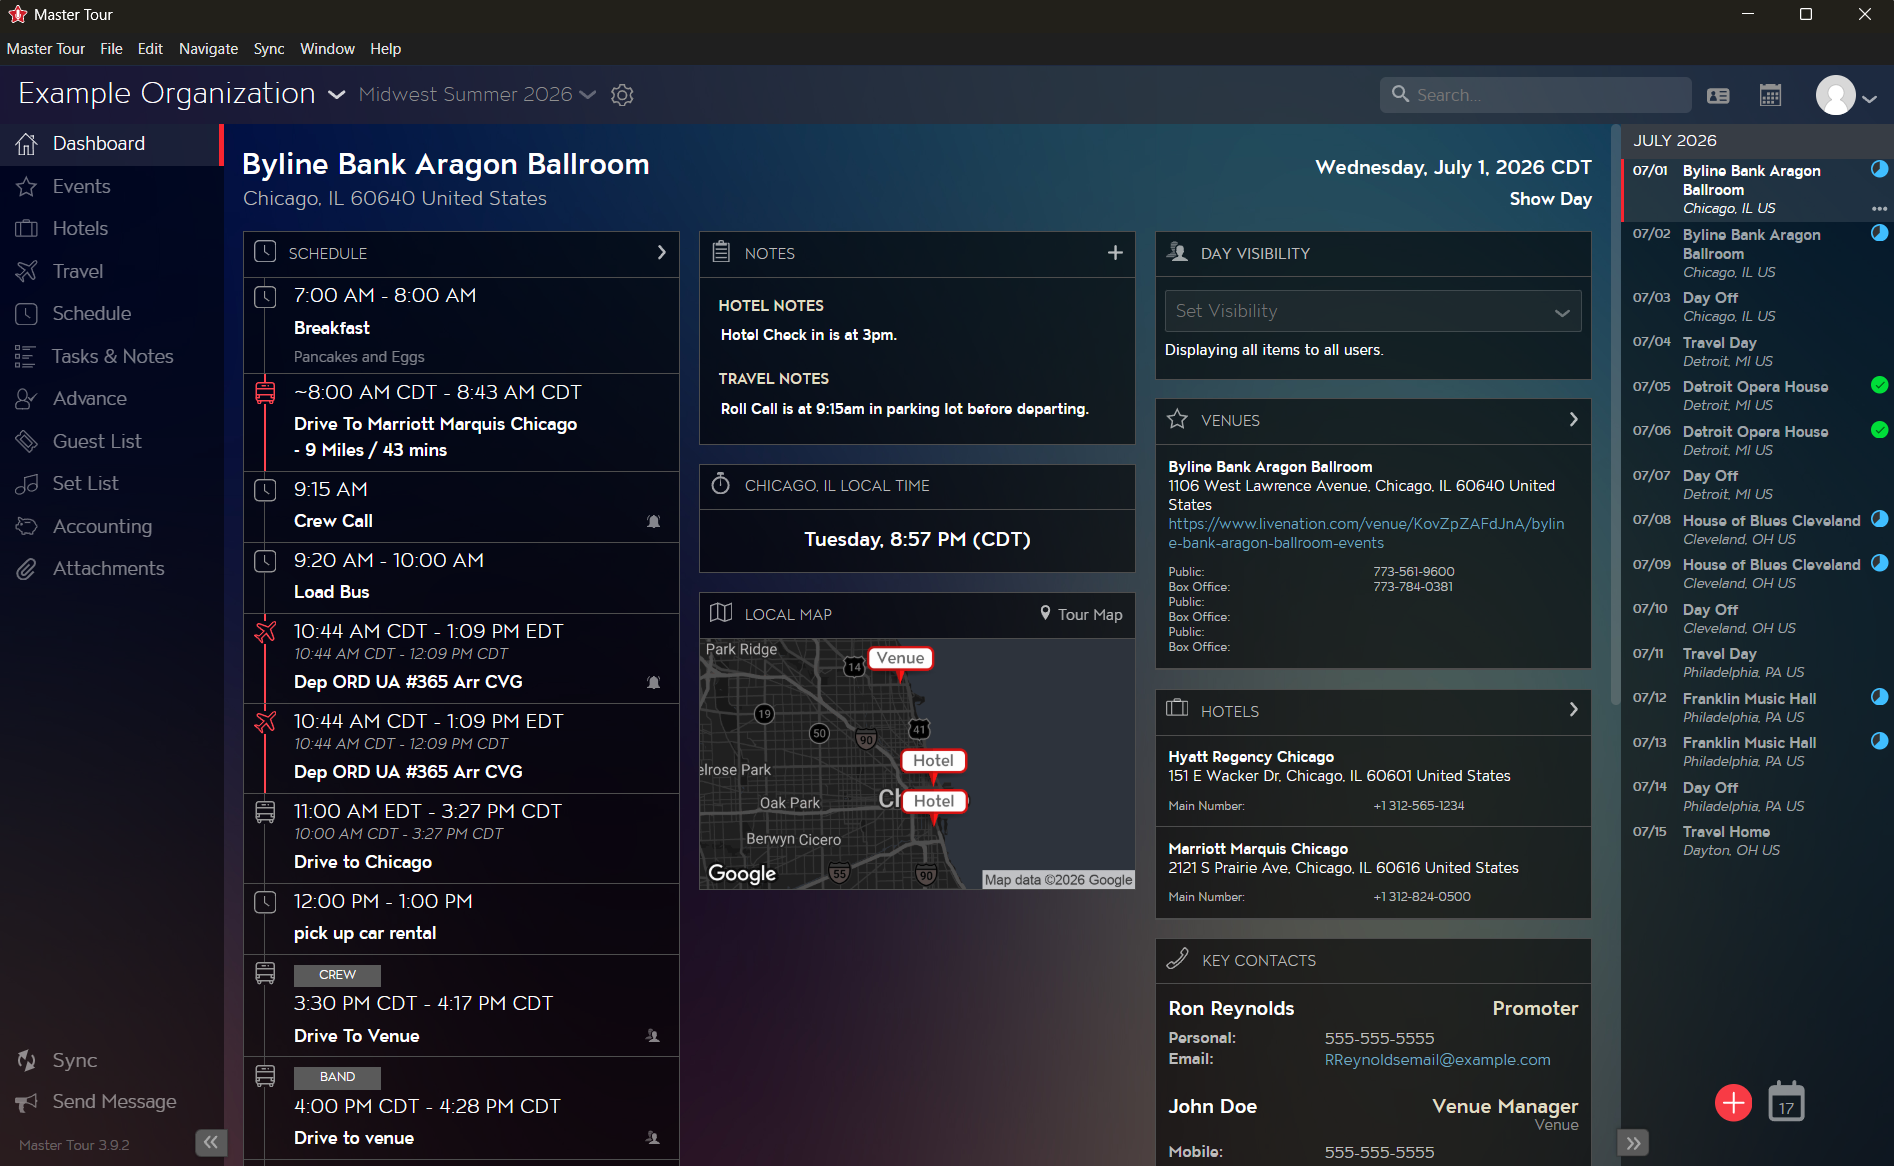 Master Tour
Master Tour File Edit Navigate Sync Window Help
Example Organization Midwest Summer 2026
Search...
Dashboard
Events
Hotels
Travel
Schedule
Tasks & Notes
Advance
Guest List
Set List
Accounting
Attachments
Sync
Send Message
Master Tour 3.9.2
Byline Bank Aragon Ballroom
Chicago, IL 60640 United States
Wednesday, July 1, 2026 CDT
Show Day
SCHEDULE
7:00 AM - 8:00 AM
Breakfast
Pancakes and Eggs
~8:00 AM CDT - 8:43 AM CDT
Drive To Marriott Marquis Chicago
- 9 Miles / 43 mins
9:15 AM
Crew Call
9:20 AM - 10:00 AM
Load Bus
10:44 AM CDT - 1:09 PM EDT
10:44 AM CDT - 12:09 PM CDT
Dep ORD UA #365 Arr CVG
10:44 AM CDT - 1:09 PM EDT
10:44 AM CDT - 12:09 PM CDT
Dep ORD UA #365 Arr CVG
11:00 AM EDT - 3:27 PM CDT
10:00 AM CDT - 3:27 PM CDT
Drive to Chicago
12:00 PM - 1:00 PM
pick up car rental
CREW
3:30 PM CDT - 4:17 PM CDT
Drive To Venue
BAND
4:00 PM CDT - 4:28 PM CDT
Drive to venue
NOTES
HOTEL NOTES
Hotel Check in is at 3pm.
TRAVEL NOTES
Roll Call is at 9:15am in parking lot before departing.
CHICAGO, IL LOCAL TIME
Tuesday, 8:57 PM (CDT)
LOCAL MAP
Tour Map
Park Ridge
14
Venue
19
50
90
41
Hotel
elrose Park
Oak Park
Ch
Hotel
Berwyn Cicero
55
90
Google
Map data ©2026 Google
DAY VISIBILITY
Set Visibility
Displaying all items to all users.
VENUES
Byline Bank Aragon Ballroom
1106 West Lawrence Avenue, Chicago, IL 60640 United
States
https://www.livenation.com/venue/KovZpZAFdJnA/bylin
e-bank-aragon-ballroom-events
Public: 773-561-9600
Box Office: 773-784-0381
Public:
Box Office:
Public:
Box Office:
HOTELS
Hyatt Regency Chicago
151 E Wacker Dr, Chicago, IL 60601 United States
Main Number: +1 312-565-1234
Marriott Marquis Chicago
2121 S Prairie Ave, Chicago, IL 60616 United States
Main Number: +1 312-824-0500
KEY CONTACTS
Ron Reynolds Promoter
Personal: 555-555-5555
Email: RReynoldsemail@example.com
John Doe Venue Manager
Venue
Mobile: 555-555-5555
JULY 2026
07/01 Byline Bank Aragon
Ballroom
Chicago, IL US
07/02 Byline Bank Aragon
Ballroom
Chicago, IL US
07/03 Day Off
Chicago, IL US
07/04 Travel Day
Detroit, MI US
07/05 Detroit Opera House
Detroit, MI US
07/06 Detroit Opera House
Detroit, MI US
07/07 Day Off
Detroit, MI US
07/08 House of Blues Cleveland
Cleveland, OH US
07/09 House of Blues Cleveland
Cleveland, OH US
07/10 Day Off
Cleveland, OH US
07/11 Travel Day
Philadelphia, PA US
07/12 Franklin Music Hall
Philadelphia, PA US
07/13 Franklin Music Hall
Philadelphia, PA US
07/14 Day Off
Philadelphia, PA US
07/15 Travel Home
Dayton, OH US
17